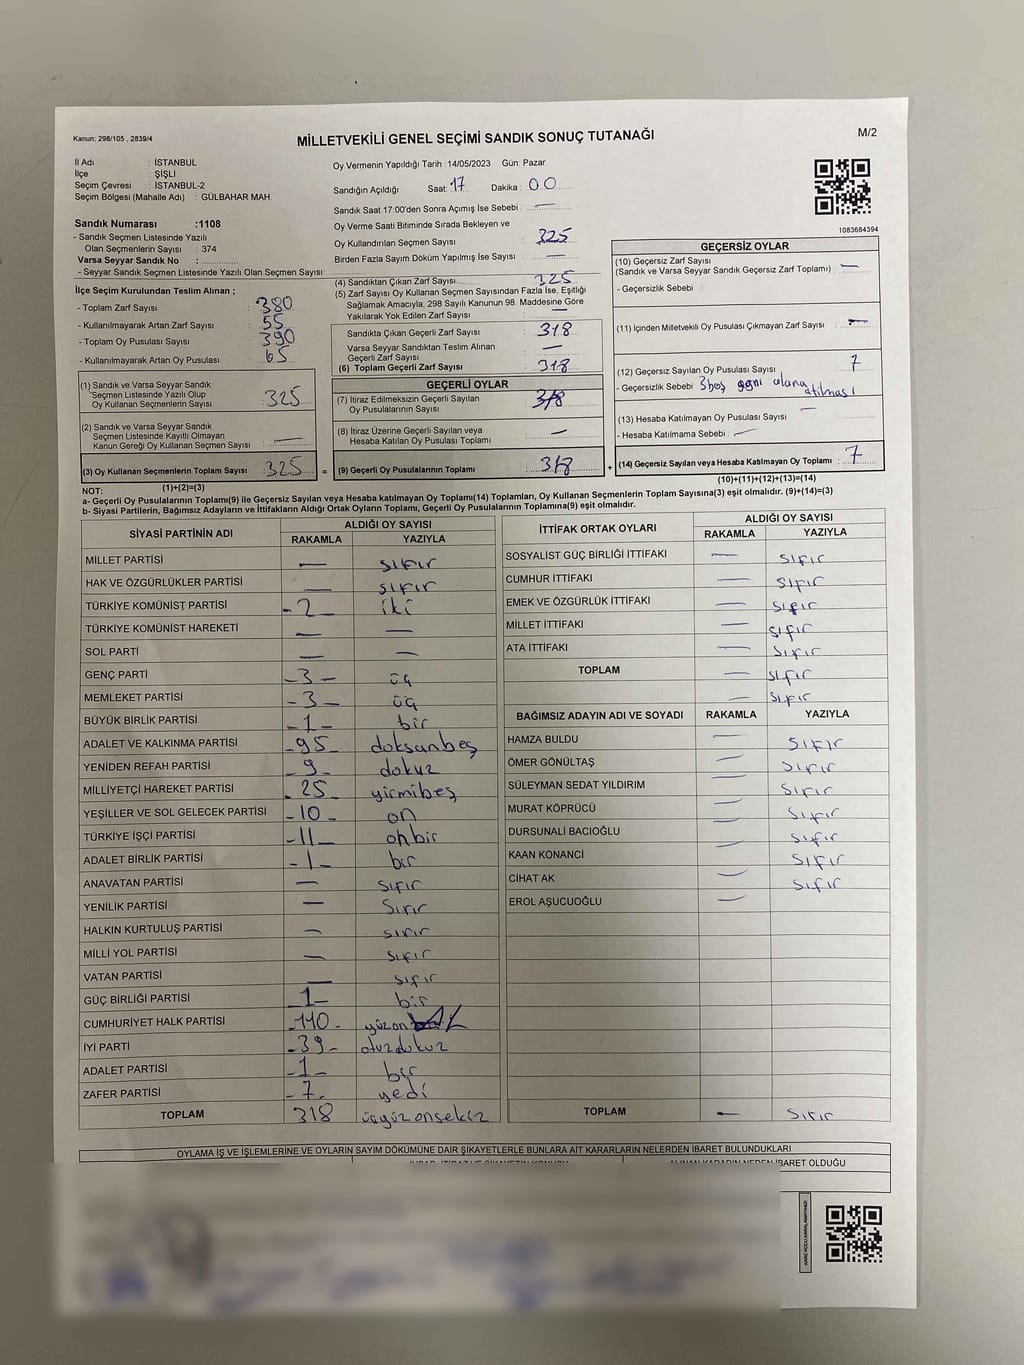 Kanun; 298/105 , 2839/4
MİLLETVEKİLİ GENEL SEÇİMİ SANDIK SONUÇ TUTANAĞI
M/2
İl Adı : İSTANBUL
İlçe : ŞİŞLİ
Seçim Çevresi : İSTANBUL-2
Seçim Bölgesi (Mahalle Adı) : GÜLBAHAR MAH.
Sandık Numarası :1108
- Sandık Seçmen Listesinde Yazılı
Olan Seçmenlerin Sayısı : 374
Varsa Seyyar Sandık No :
- Seyyar Sandık Seçmen Listesinde Yazılı Olan Seçmen Sayısı:
Oy Vermenin Yapıldığı Tarih : 14/05/2023 Gün: Pazar
Sandığın Açıldığı Saat: 17 Dakika : 00
Sandık Saat 17:00'den Sonra Açımış İse Sebebi : —
Oy Verme Saati Bitiminde Sırada Bekleyen ve
Oy Kullandırılan Seçmen Sayısı : 325
Birden Fazla Sayım Döküm Yapılmış İse Sayısı : —
1083684394
İlçe Seçim Kurulundan Teslim Alınan ;
- Toplam Zarf Sayısı : 380
- Kullanılmayarak Artan Zarf Sayısı : 55
- Toplam Oy Pusulası Sayısı : 390
- Kullanılmayarak Artan Oy Pusulası : 65
(1) Sandık ve Varsa Seyyar Sandık
Seçmen Listesinde Yazılı Olup
Oy Kullanan Seçmenlerin Sayısı : 325
(2) Sandık ve Varsa Seyyar Sandık
Seçmen Listesinde Kayıtlı Olmayan
Kanun Gereği Oy Kullanan Seçmen Sayısı : —
(3) Oy Kullanan Seçmenlerin Toplam Sayısı : 325 =
(1)+(2)=(3)
(4) Sandıktan Çıkan Zarf Sayısı : 325
(5) Zarf Sayısı Oy Kullanan Seçmen Sayısından Fazla İse, Eşitliği
Sağlamak Amacıyla, 298 Sayılı Kanunun 98. Maddesine Göre
Yakılarak Yok Edilen Zarf Sayısı : —
Sandıkta Çıkan Geçerli Zarf Sayısı : 318
Varsa Seyyar Sandıktan Teslim Alınan
Geçerli Zarf Sayısı : —
(6) Toplam Geçerli Zarf Sayısı : 318
GEÇERLİ OYLAR
(7) İtiraz Edilmeksizin Geçerli Sayılan
Oy Pusulalarının Sayısı : 318
(8) İtiraz Üzerine Geçerli Sayılan veya
Hesaba Katılan Oy Pusulası Toplamı : —
(9) Geçerli Oy Pusulalarının Toplamı : 318 +
GEÇERSİZ OYLAR
(10) Geçersiz Zarf Sayısı
(Sandık ve Varsa Seyyar Sandık Geçersiz Zarf Toplamı) : —
- Geçersizlik Sebebi
(11) İçinden Milletvekili Oy Pusulası Çıkmayan Zarf Sayısı : —
(12) Geçersiz Sayılan Oy Pusulası Sayısı : 7
- Geçersizlik Sebebi 3 boş atılması
(13) Hesaba Katılmayan Oy Pusulası Sayısı : —
- Hesaba Katılmama Sebebi : —
(14) Geçersiz Sayılan veya Hesaba Katılmayan Oy Toplamı : 7
(10)+(11)+(12)+(13)=(14)
NOT:
a- Geçerli Oy Pusulalarının Toplamı(9) ile Geçersiz Sayılan veya Hesaba katılmayan Oy Toplamı(14) Toplamları, Oy Kullanan Seçmenlerin Toplam Sayısına(3) eşit olmalıdır. (9)+(14)=(3)
b- Siyasi Partilerin, Bağımsız Adayların ve İttifakların Aldığı Ortak Oyların Toplamı, Geçerli Oy Pusulalarının Toplamına(9) eşit olmalıdır.
SİYASİ PARTİNİN ADI ALDIĞI OY SAYISI
RAKAMLA YAZIYLA
MİLLET PARTİSİ — sıfır
HAK VE ÖZGÜRLÜKLER PARTİSİ — sıfır
TÜRKİYE KOMÜNİST PARTİSİ -2- iki
TÜRKİYE KOMÜNİST HAREKETİ — —
SOL PARTİ — —
GENÇ PARTİ -3- üç
MEMLEKET PARTİSİ -3- üç
BÜYÜK BİRLİK PARTİSİ -1- bir
ADALET VE KALKINMA PARTİSİ -95- doksanbeş
YENİDEN REFAH PARTİSİ -9- dokuz
MİLLİYETÇİ HAREKET PARTİSİ -25- yirmibeş
YEŞİLLER VE SOL GELECEK PARTİSİ -10- on
TÜRKİYE İŞÇİ PARTİSİ -11- onbir
ADALET BİRLİK PARTİSİ -1- bir
ANAVATAN PARTİSİ — sıfır
YENİLİK PARTİSİ — sıfır
HALKIN KURTULUŞ PARTİSİ — sıfır
MİLLİ YOL PARTİSİ — sıfır
VATAN PARTİSİ — sıfır
GÜÇ BİRLİĞİ PARTİSİ -1- bir
CUMHURİYET HALK PARTİSİ -110- yüzon
İYİ PARTİ -39- otuzdokuz
ADALET PARTİSİ -1- bir
ZAFER PARTİSİ -7- yedi
TOPLAM 318 üçyüzonsekiz
İTTİFAK ORTAK OYLARI ALDIĞI OY SAYISI
RAKAMLA YAZIYLA
SOSYALİST GÜÇ BİRLİĞİ İTTİFAKI — sıfır
CUMHUR İTTİFAKI — sıfır
EMEK VE ÖZGÜRLÜK İTTİFAKI — sıfır
MİLLET İTTİFAKI — sıfır
ATA İTTİFAKI — sıfır
TOPLAM — sıfır
— sıfır
BAĞIMSIZ ADAYIN ADI VE SOYADI RAKAMLA YAZIYLA
HAMZA BULDU — sıfır
ÖMER GÖNÜLTAŞ — sıfır
SÜLEYMAN SEDAT YILDIRIM — sıfır
MURAT KÖPRÜCÜ — sıfır
DURSUNALİ BACIOĞLU — sıfır
KAAN KONANCİ — sıfır
CİHAT AK — sıfır
EROL AŞUCUOĞLU —
TOPLAM — sıfır
OYLAMA İŞ VE İŞLEMLERİNE VE OYLARIN SAYIM DÖKÜMÜNE DAİR ŞİKAYETLERLE BUNLARA AİT KARARLARIN NELERDEN İBARET BULUNDUKLARI
İBARET OLDUĞU